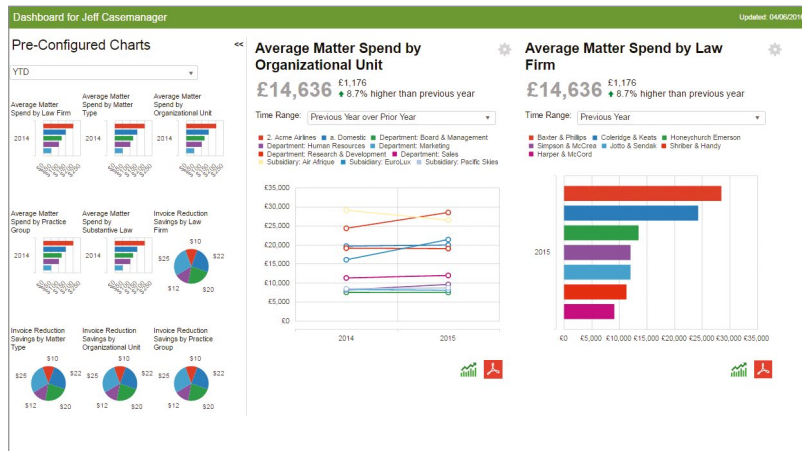 Dashboard for Jeff Casemanager
Updated: 04/06/2016
Pre-Configured Charts
<<
YTD
Average Matter
Spend by Law Firm
2014
Average Matter
Spend by Matter
Type
2014
Average Matter
Spend by
Organizational Unit
2014
Average Matter
Spend by Practice
Group
2014
Average Matter
Spend by
Substantive Law
2014
Invoice Reduction
Savings by Law
Firm
$10
$25
$22
$12
$20
Invoice Reduction
Savings by Matter
Type
$10
$25
$22
$12
$20
Invoice Reduction
Savings by
Organizational Unit
$10
$25
$22
$12
$20
Invoice Reduction
Savings by Practice
Group
$10
$25
$22
$12
$20
Average Matter Spend by
Organizational Unit
£14,636
£1,176
8.7% higher than previous year
Time Range:
Previous Year over Prior Year
2. Acme Airlines a. Domestic Department: Board & Management
Department: Human Resources Department: Marketing
Department: Research & Development Department: Sales
Subsidiary: Air Afrique Subsidiary: EuroLux Subsidiary: Pacific Skies
£35,000
£30,000
£25,000
£20,000
£15,000
£10,000
£5,000
£0
2014 2015
Average Matter Spend by Law
Firm
£14,636
£1,176
8.7% higher than previous year
Time Range:
Previous Year
Baxter & Phillips Coleridge & Keats Honeychurch Emerson
Simpson & McCrea Jotto & Sendak Shriber & Handy
Harper & McCord
2015
£0 £5,000 £10,000 £15,000 £20,000 £25,000 £30,000 £35,000